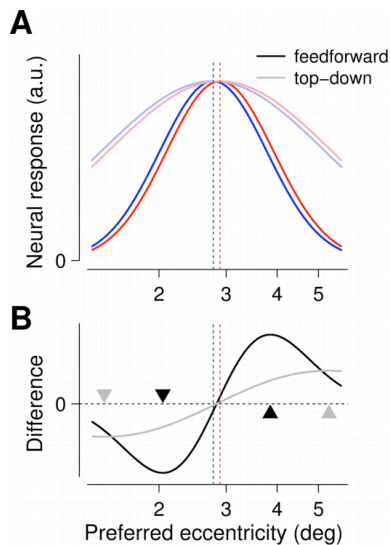 A
Neural response (a.u.)
feedforward
top-down
0
2 3 4 5
B
Difference
0
2 3 4 5
Preferred eccentricity (deg)